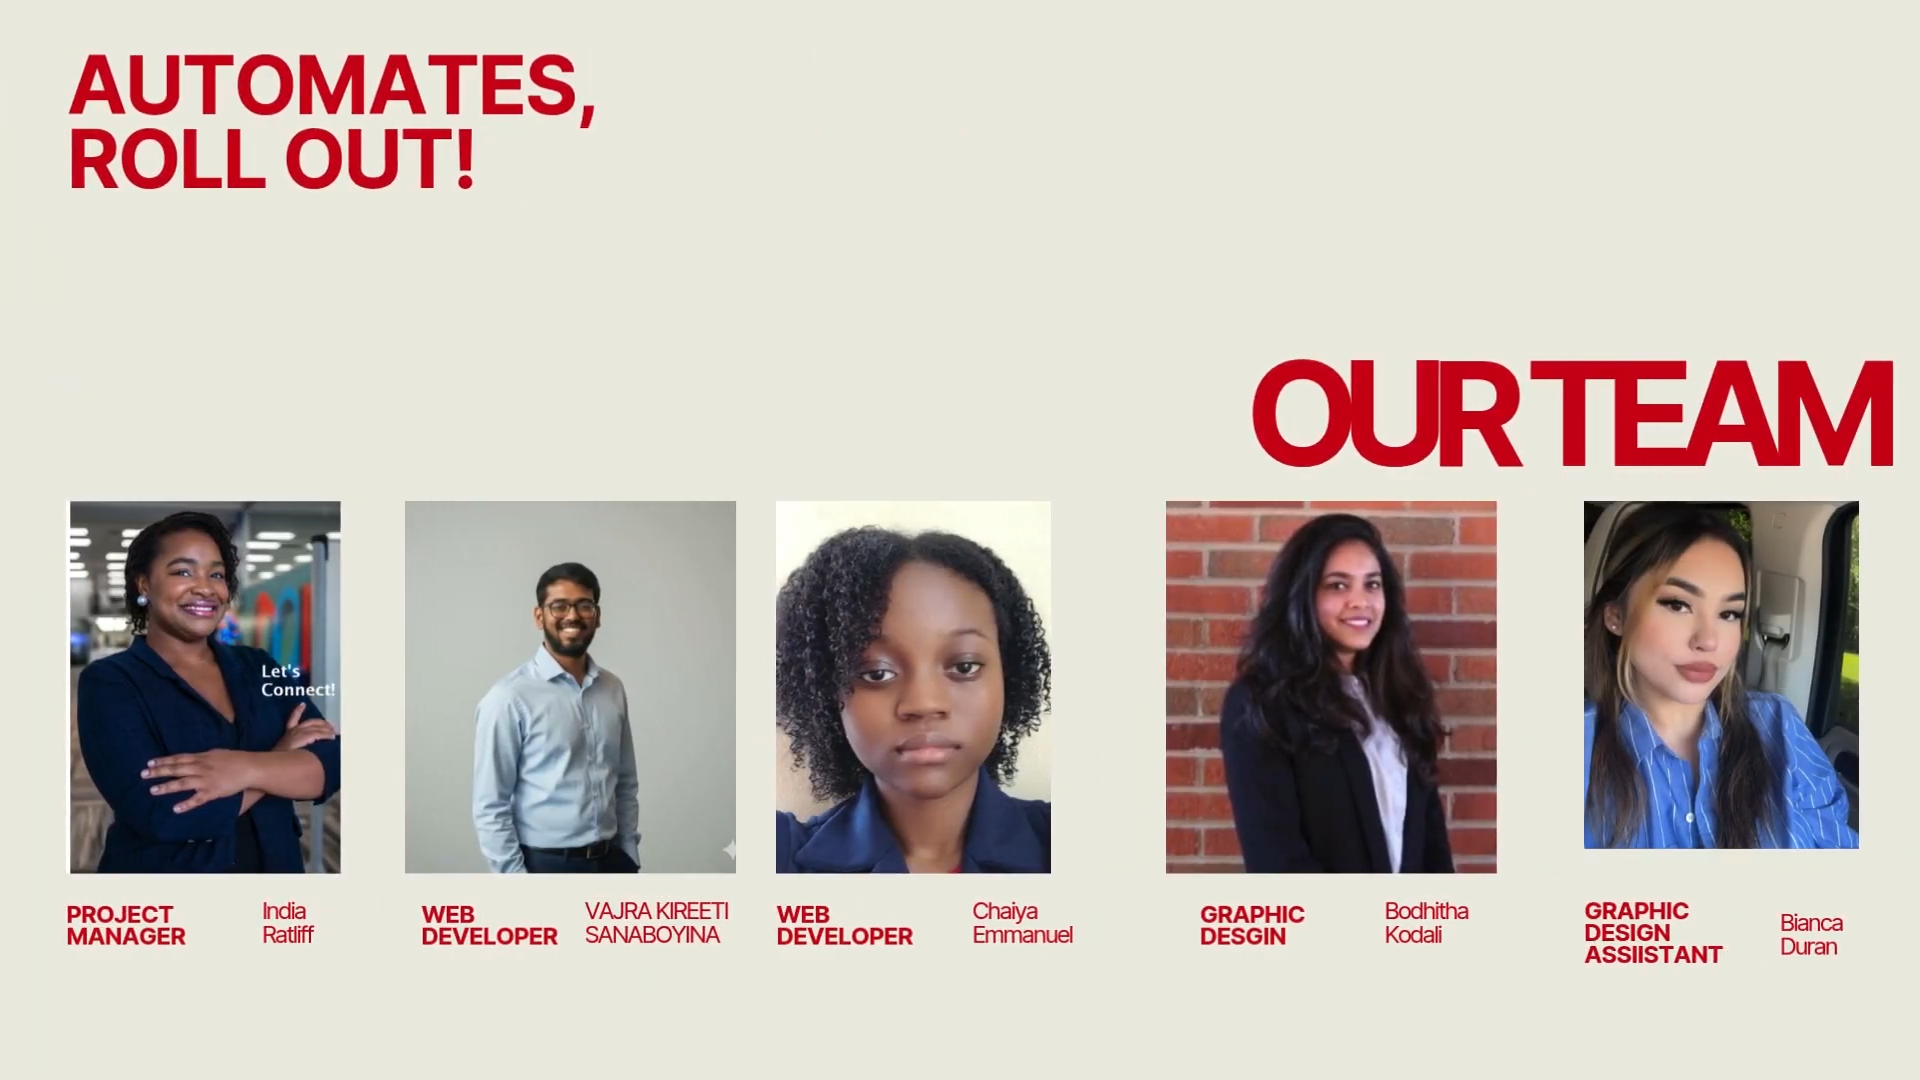 AUTOMATES,
ROLL OUT!
OUR TEAM
Let's
Connect!
PROJECT
MANAGER
India
Ratliff
WEB
DEVELOPER
VAJRA KIREETI
SANABOYINA
WEB
DEVELOPER
Chaiya
Emmanuel
GRAPHIC
DESGIN
Bodhitha
Kodali
GRAPHIC
DESIGN
ASSIISTANT
Bianca
Duran